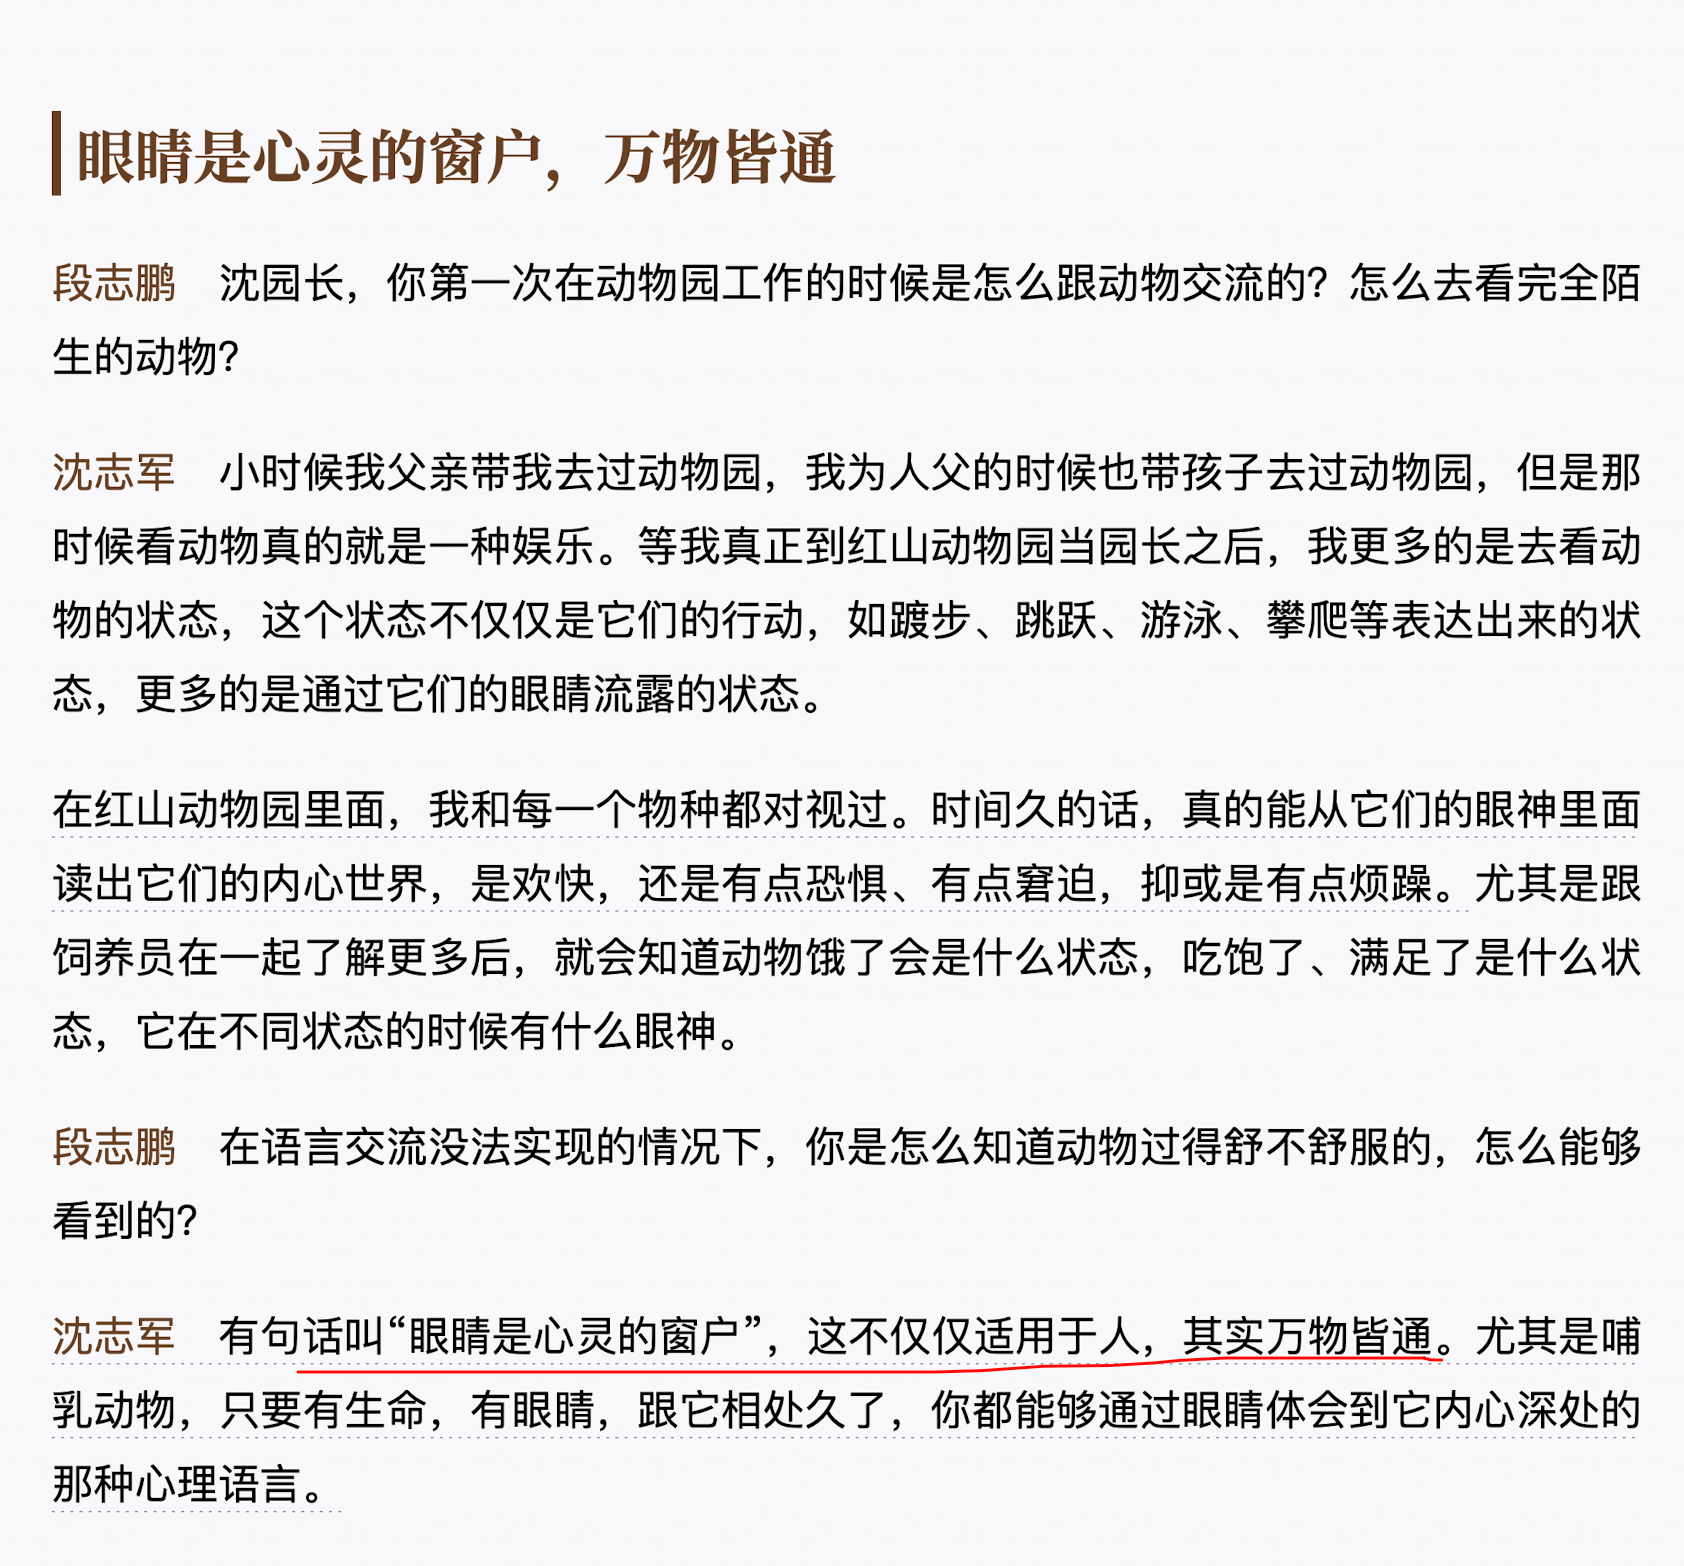 眼睛是心灵的窗户，万物皆通
段志鹏　沈园长，你第一次在动物园工作的时候是怎么跟动物交流的？怎么去看完全陌
生的动物？
沈志军　小时候我父亲带我去过动物园，我为人父的时候也带孩子去过动物园，但是那
时候看动物真的就是一种娱乐。等我真正到红山动物园当园长之后，我更多的是去看动
物的状态，这个状态不仅仅是它们的行动，如踱步、跳跃、游泳、攀爬等表达出来的状
态，更多的是通过它们的眼睛流露的状态。
在红山动物园里面，我和每一个物种都对视过。时间久的话，真的能从它们的眼神里面
读出它们的内心世界，是欢快，还是有点恐惧、有点窘迫，抑或是有点烦躁。尤其是跟
饲养员在一起了解更多后，就会知道动物饿了会是什么状态，吃饱了、满足了是什么状
态，它在不同状态的时候有什么眼神。
段志鹏　在语言交流没法实现的情况下，你是怎么知道动物过得舒不舒服的，怎么能够
看到的？
沈志军　有句话叫“眼睛是心灵的窗户”，这不仅仅适用于人，其实万物皆通。尤其是哺
乳动物，只要有生命，有眼睛，跟它相处久了，你都能够通过眼睛体会到它内心深处的
那种心理语言。